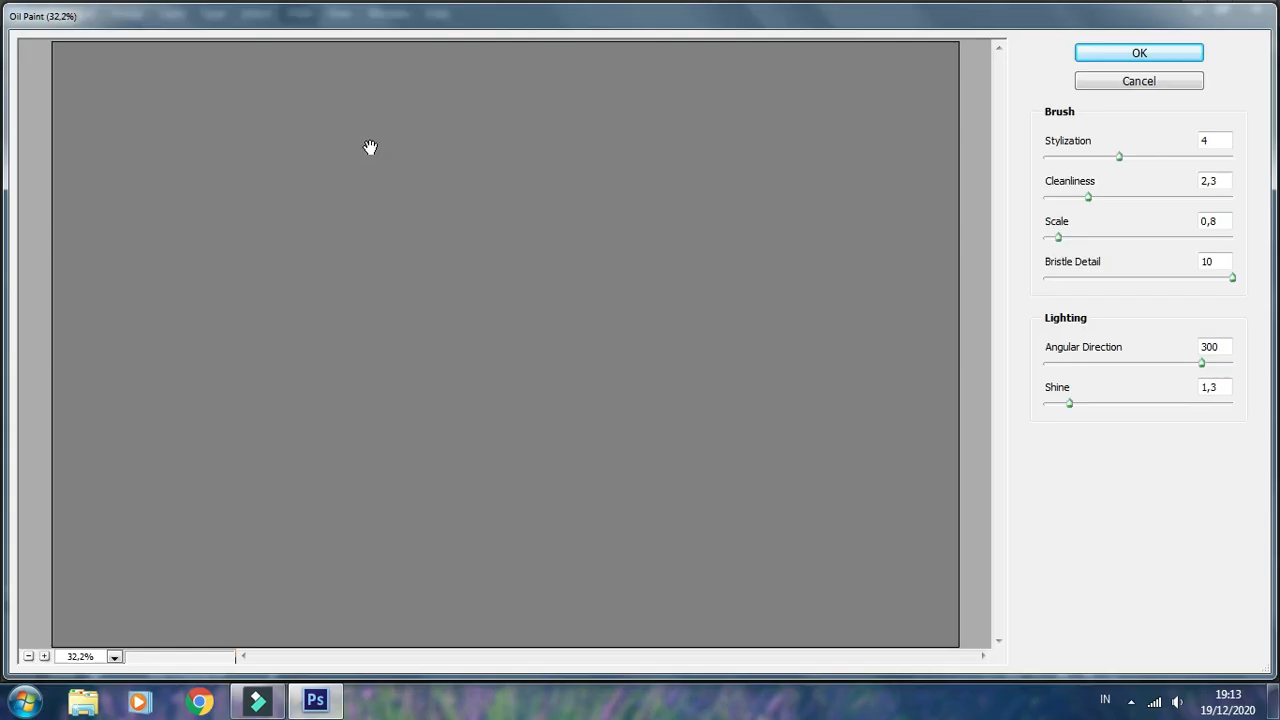 Oil Paint (32,2%)
OK
Cancel
Brush
Stylization 4
Cleanliness 2,3
Scale 0,8
Bristle Detail 10
Lighting
Angular Direction 300
Shine 1,3
32,2%
Ps
IN
19:13
19/12/2020